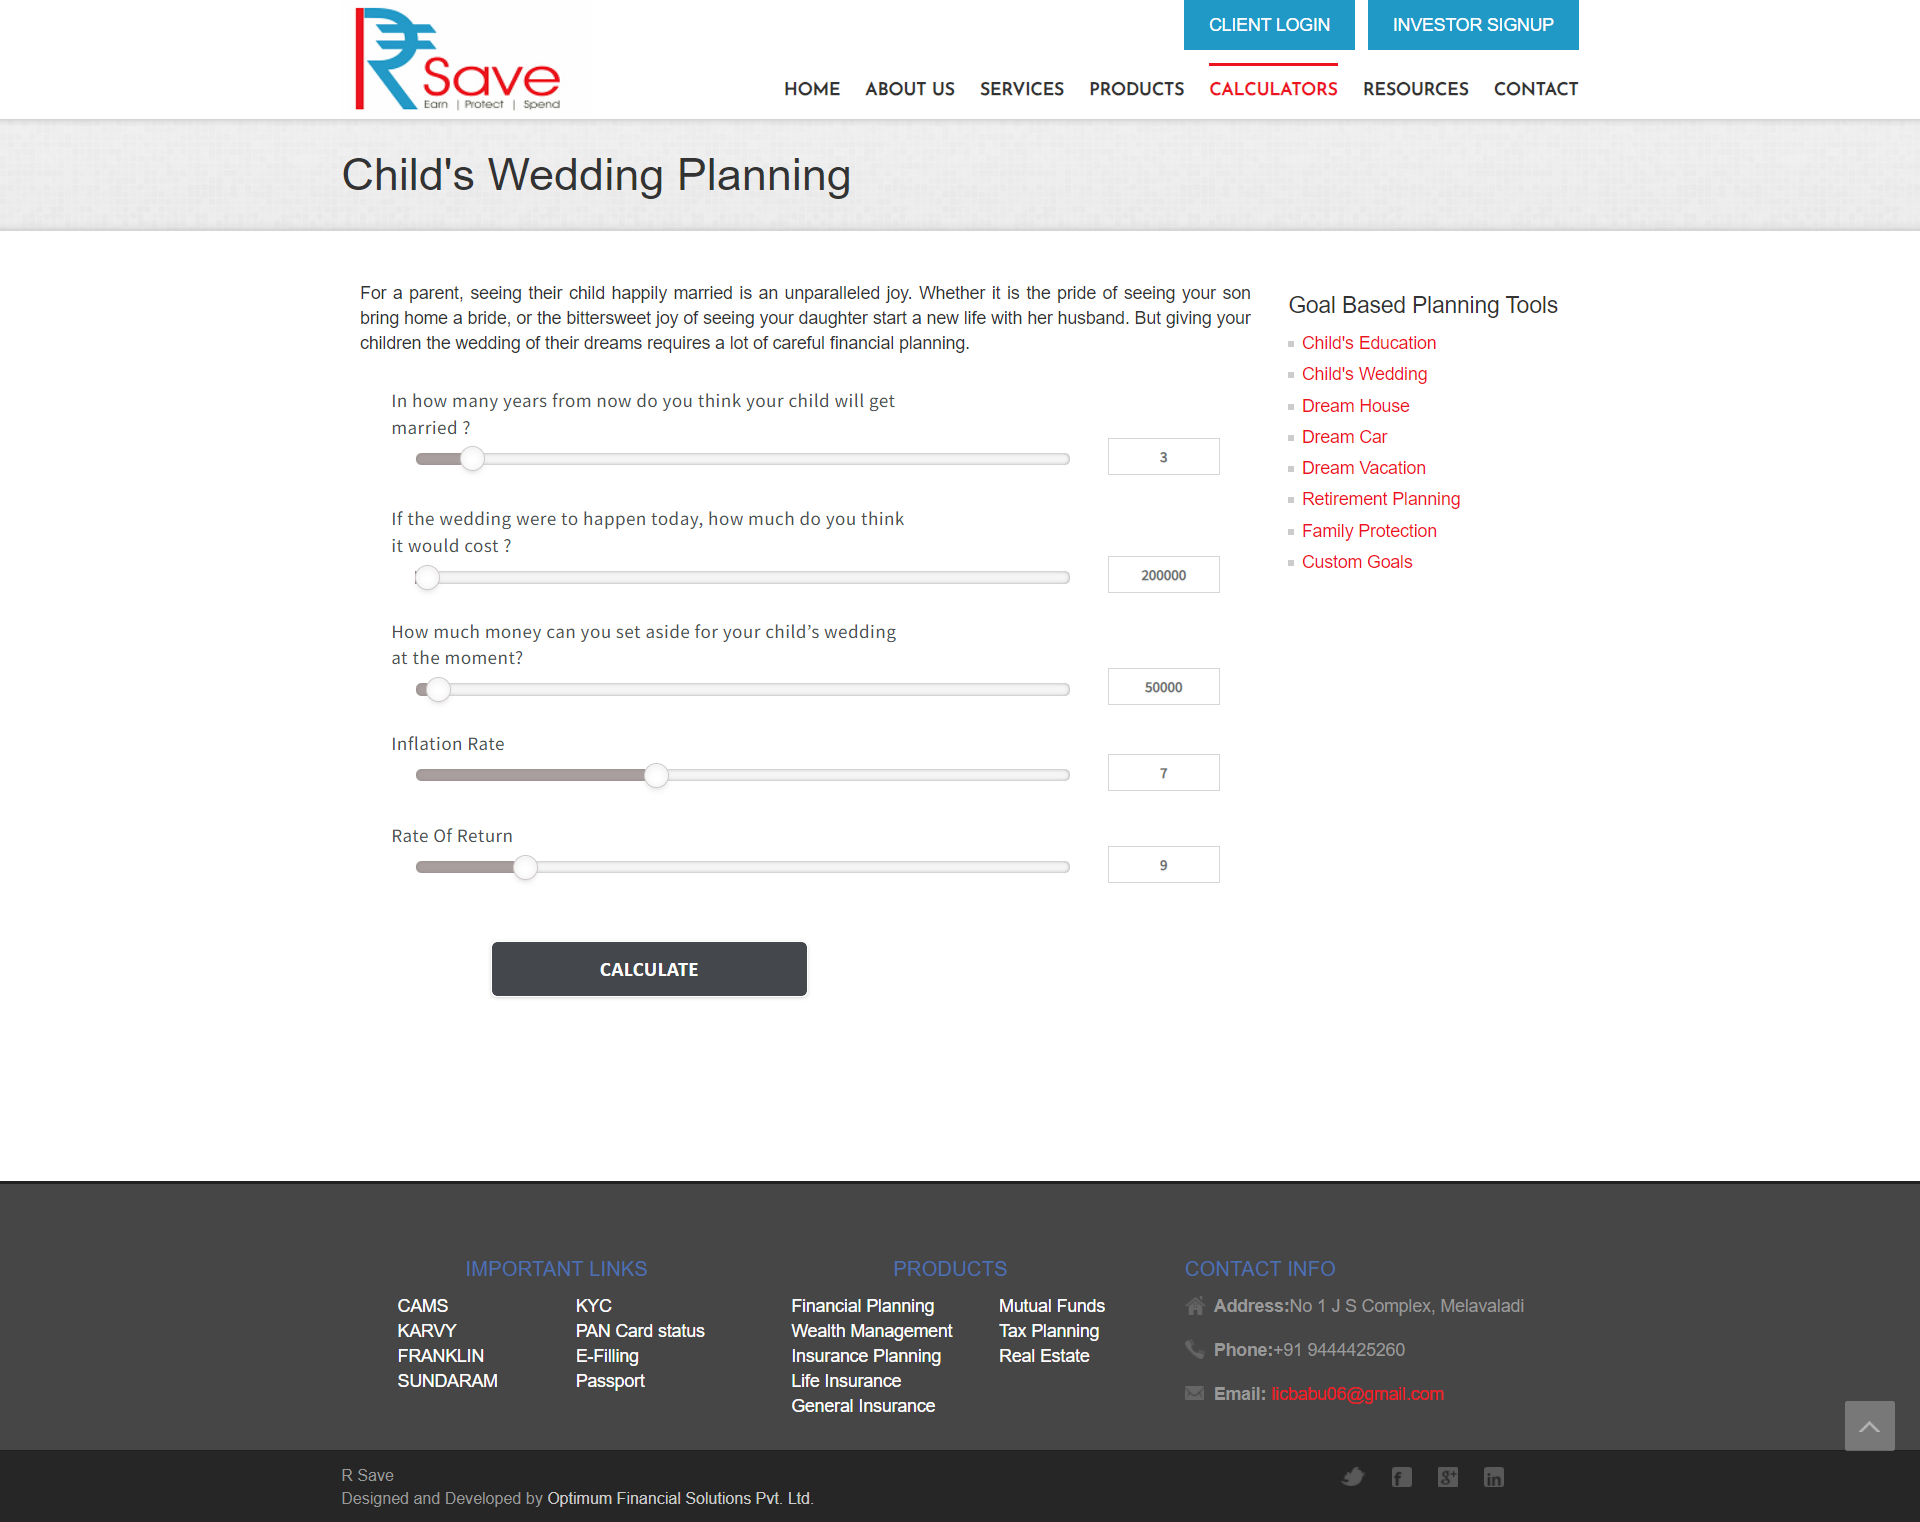 CLIENT LOGIN
INVESTOR SIGNUP
Save
Earn | Protect | Spend
HOME ABOUT US SERVICES PRODUCTS CALCULATORS RESOURCES CONTACT
Child's Wedding Planning
For a parent, seeing their child happily married is an unparalleled joy. Whether it is the pride of seeing your son
bring home a bride, or the bittersweet joy of seeing your daughter start a new life with her husband. But giving your
children the wedding of their dreams requires a lot of careful financial planning.
In how many years from now do you think your child will get
married ?
3
If the wedding were to happen today, how much do you think
it would cost ?
200000
How much money can you set aside for your child’s wedding
at the moment?
50000
Inflation Rate
7
Rate Of Return
9
CALCULATE
Goal Based Planning Tools
Child's Education
Child's Wedding
Dream House
Dream Car
Dream Vacation
Retirement Planning
Family Protection
Custom Goals
IMPORTANT LINKS
CAMS
KARVY
FRANKLIN
SUNDARAM
KYC
PAN Card status
E-Filling
Passport
PRODUCTS
Financial Planning
Wealth Management
Insurance Planning
Life Insurance
General Insurance
Mutual Funds
Tax Planning
Real Estate
CONTACT INFO
Address:No 1 J S Complex, Melavaladi
Phone:+91 9444425260
Email: licbabu06@gmail.com
R Save
Designed and Developed by Optimum Financial Solutions Pvt. Ltd.